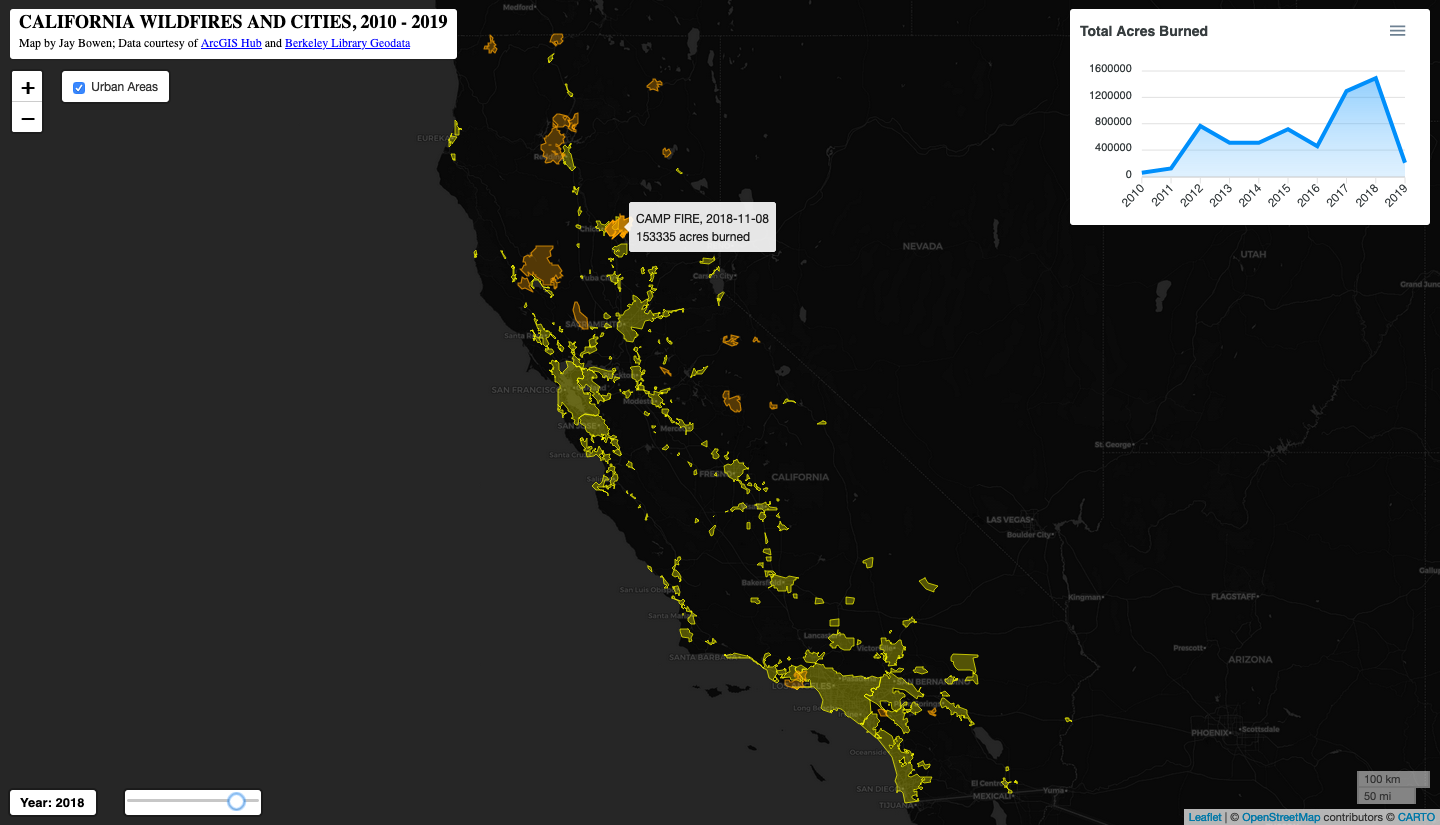 CALIFORNIA WILDFIRES AND CITIES, 2010 - 2019
Map by Jay Bowen; Data courtesy of ArcGIS Hub and Berkeley Library Geodata
+
−
Urban Areas
Total Acres Burned
1600000
1200000
800000
400000
0
2010
2011
2012
2013
2014
2015
2016
2017
2018
2019
Medford
EUREKA
CAMP FIRE, 2018-11-08
153335 acres burned
NEVADA
UTAH
Carson City
SACRAMENTO
SAN FRANCISCO
Modesto
SAN JOSE
Merced
Santa Cruz
St. George
FRESNO
CALIFORNIA
LAS VEGAS
Boulder City
Bakersfield
San Luis Obispo
Kingman
FLAGSTAFF
Santa Maria
Lancaster
Victorville
Prescott
SANTA BARBARA
ARIZONA
LOS ANGELES
SAN BERNARDINO
Long Beach
PHOENIX
Scottsdale
Oceanside
El Centro
SAN DIEGO
MEXICALI
Yuma
TIJUANA
Year: 2018
100 km
50 mi
Leaflet | © OpenStreetMap contributors © CARTO